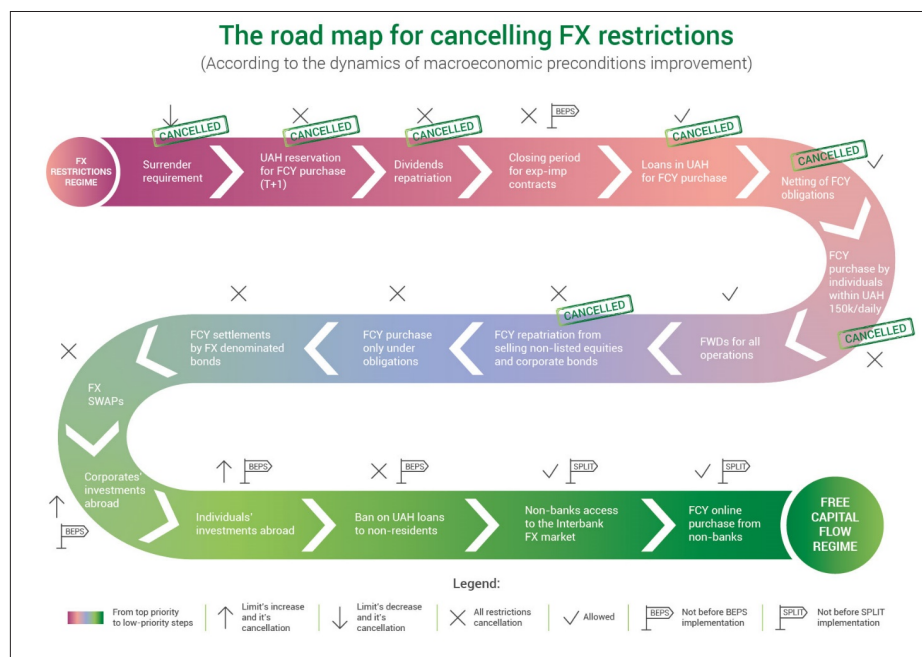 The road map for cancelling FX restrictions
(According to the dynamics of macroeconomic preconditions improvement)
FX
RESTRICTIONS
REGIME
CANCELLED
Surrender
requirement
CANCELLED
UAH reservation
for FCY purchase
(T+1)
CANCELLED
Dividends
repatriation
BEPS
Closing period
for exp-imp
contracts
CANCELLED
Loans in UAH
for FCY purchase
CANCELLED
Netting of FCY
obligations
FCY
purchase by
individuals
within UAH
150k/daily
CANCELLED
FWDs for all
operations
CANCELLED
FCY repatriation from
selling non-listed equities
and corporate bonds
FCY purchase
only under
obligations
FCY settlements
by FX denominated
bonds
FX
SWAPs
Corporates'
investments
abroad
BEPS
BEPS
Individuals'
investments abroad
BEPS
Ban on UAH loans
to non-residents
SPLIT
Non-banks access
to the Interbank
FX market
SPLIT
FCY online
purchase from
non-banks
FREE
CAPITAL
FLOW
REGIME
Legend:
From top priority
to low-priority steps
Limit's increase
and it's
cancellation
Limit's decrease
and it's
cancellation
All restrictions
cancellation
Allowed
BEPS
Not before BEPS
implementation
SPLIT
Not before SPLIT
implementation